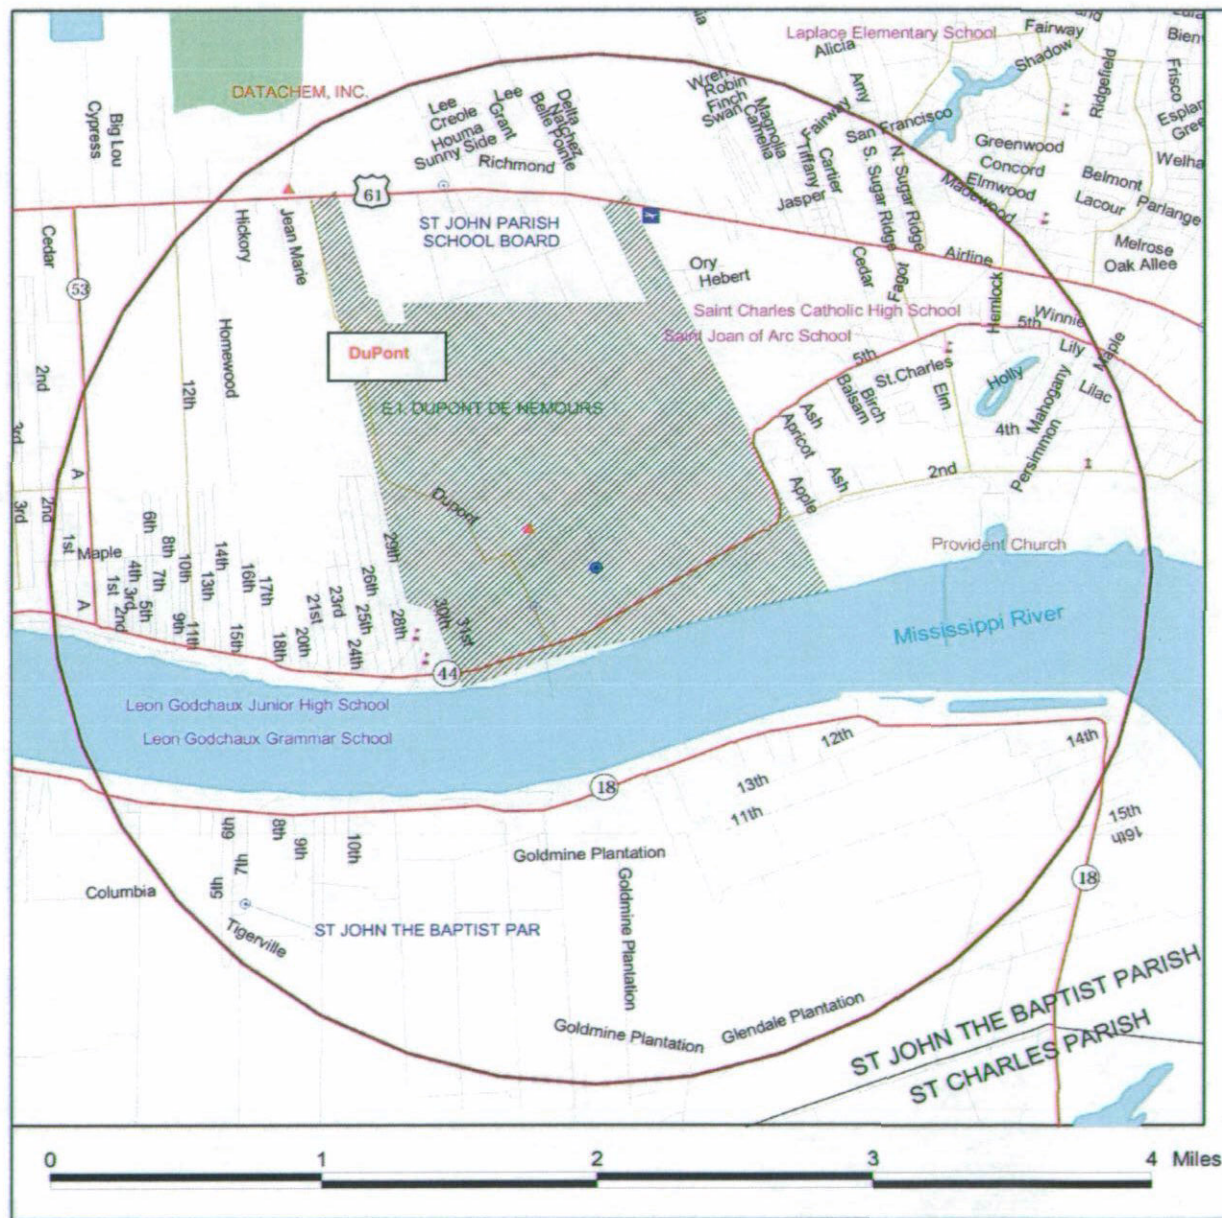 Laplace Elementary School
Fairway
Bien
Alicia
Shadow
Ridgefield
Frisco
DATACHEM, INC.
Big Lou
Cypress
Lee
Creole
Houma
Sunny Side
Lee
Grant
Richmond
Delta
Natchez
Belle Pointe
Wren
Robin
Finch
Swan
Magnolia
Camelia
Fairway
Tiffany
Cartier
Jasper
Amy
San Francisco
S. Sugar Ridge
N. Sugar Ridge
Madewood
Greenwood
Concord
Elmwood
Belmont
Lacour
Parlange
Welha
Melrose
Oak Allee
61
Hickory
Jean Marie
ST JOHN PARISH
SCHOOL BOARD
Cedar
53
Ory
Hebert
Cedar
Fagot
Airline
Hemlock
Saint Charles Catholic High School
Saint Joan of Arc School
5th
Winnie
Homewood
DuPont
5th
St.Charles
Lily
Maple
2nd
12th
E.I. DUPONT DE NEMOURS
Balsam
Birch
Elm
Holly
Mahogany
Lilac
3rd
A
Ash
Apricot
4th
Persimmon
3rd
2nd
Dupont
Ash
Apple
2nd
1st
Maple
6th
8th
10th
14th
16th
17th
29th
26th
4th
3rd
1st
2nd
7th
5th
13th
9th
11th
15th
18th
20th
21st
23rd
25th
24th
28th
30th
31st
A
Provident Church
Mississippi River
44
Leon Godchaux Junior High School
Leon Godchaux Grammar School
12th
14th
18
13th
11th
15th
16th
6th
8th
9th
10th
7th
5th
Goldmine Plantation
Goldmine Plantation
18
Columbia
Tigerville
ST JOHN THE BAPTIST PAR
Goldmine Plantation
Glendale Plantation
ST JOHN THE BAPTIST PARISH
ST CHARLES PARISH
0 1 2 3 4 Miles